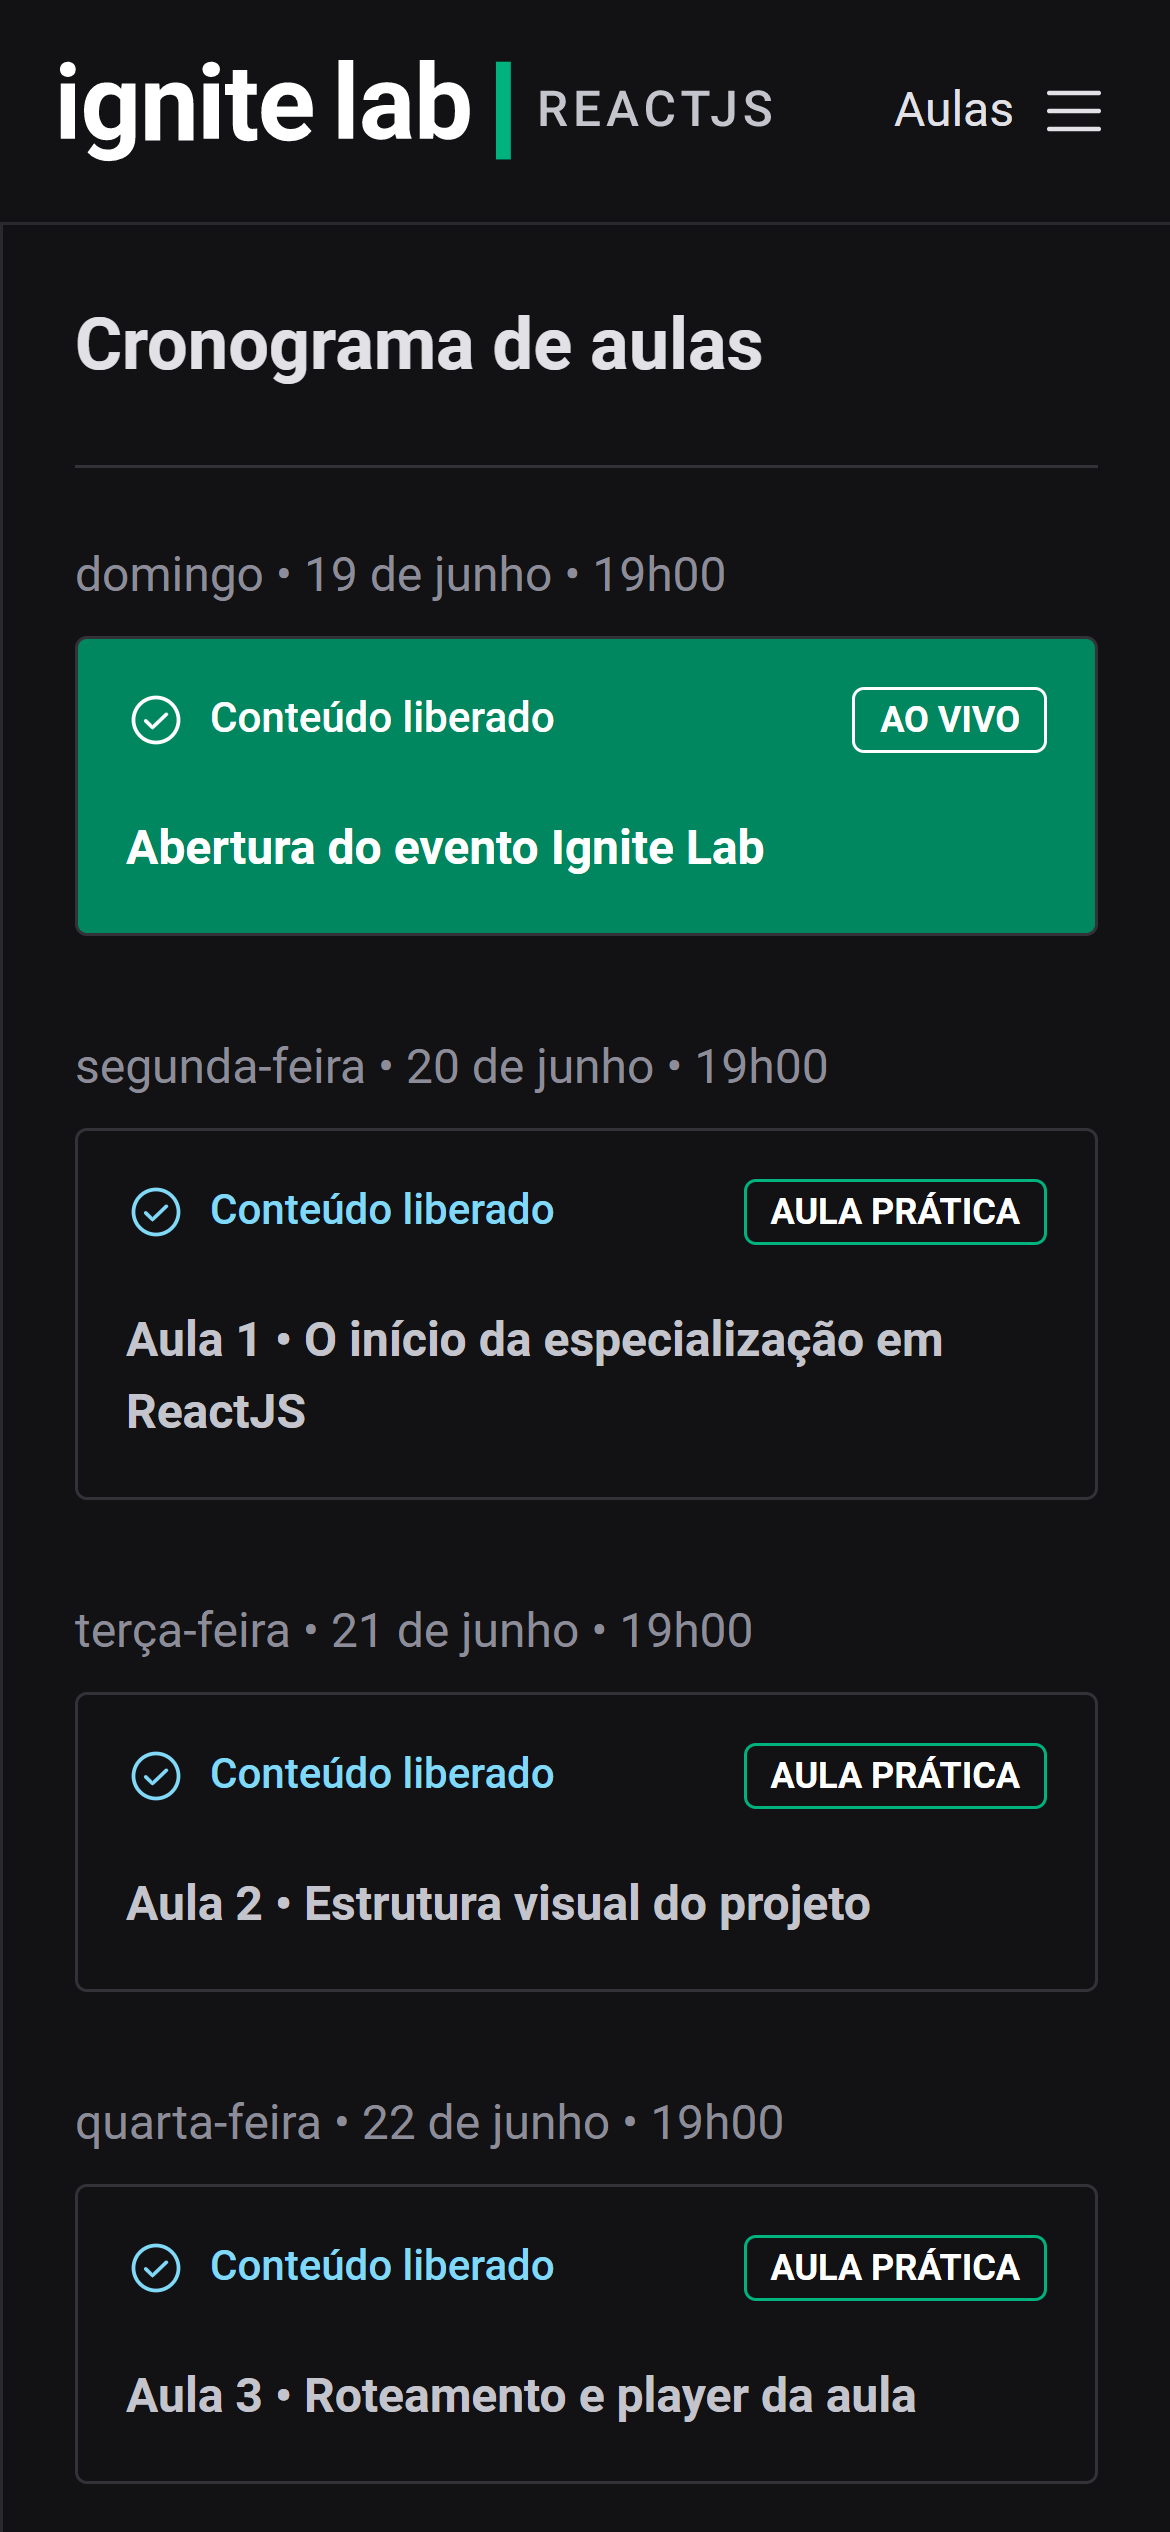 ignite lab REACTJS Aulas
Cronograma de aulas
domingo • 19 de junho • 19h00
Conteúdo liberado AO VIVO
Abertura do evento Ignite Lab
segunda-feira • 20 de junho • 19h00
Conteúdo liberado AULA PRÁTICA
Aula 1 • O início da especialização em
ReactJS
terça-feira • 21 de junho • 19h00
Conteúdo liberado AULA PRÁTICA
Aula 2 • Estrutura visual do projeto
quarta-feira • 22 de junho • 19h00
Conteúdo liberado AULA PRÁTICA
Aula 3 • Roteamento e player da aula